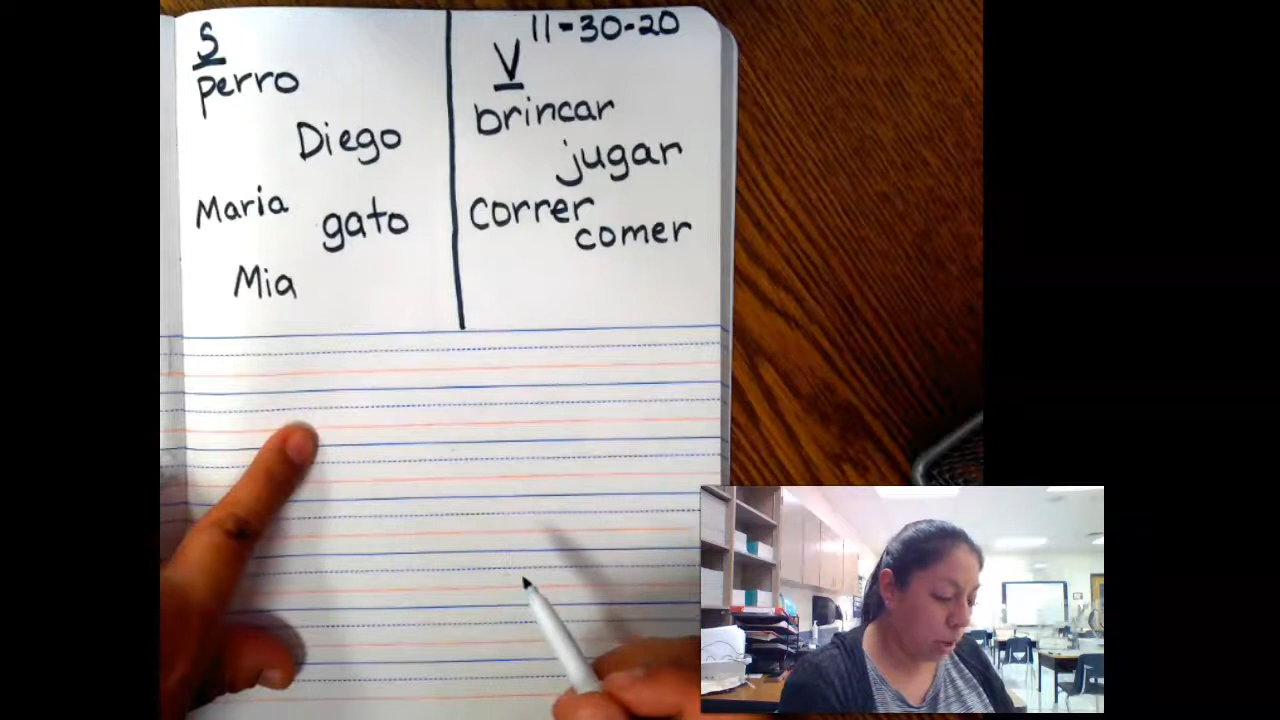 S
perro
Diego
Maria
gato
Mia
11-30-20
V
brincar
jugar
correr
comer